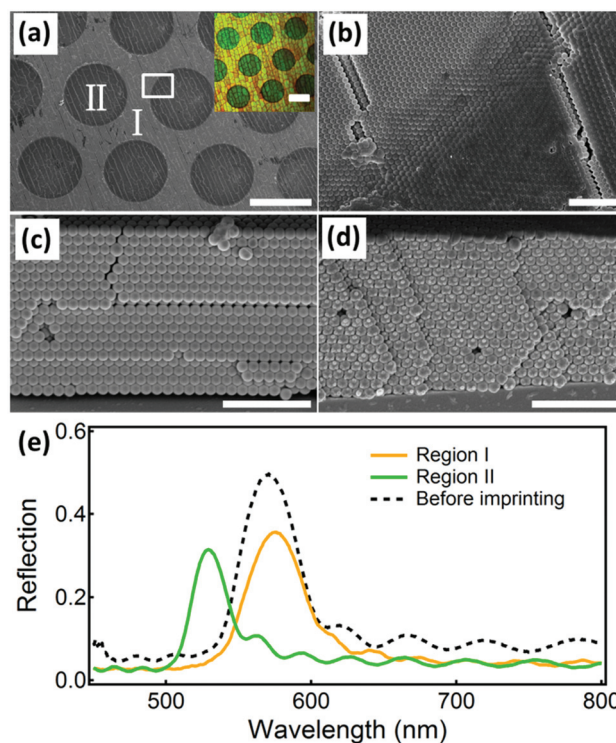 (a)
II
I
(b)
(c)
(d)
(e)
0.6
Region I
Region II
Before imprinting
0.4
Reflection
0.2
0.0
500
600
700
800
Wavelength (nm)